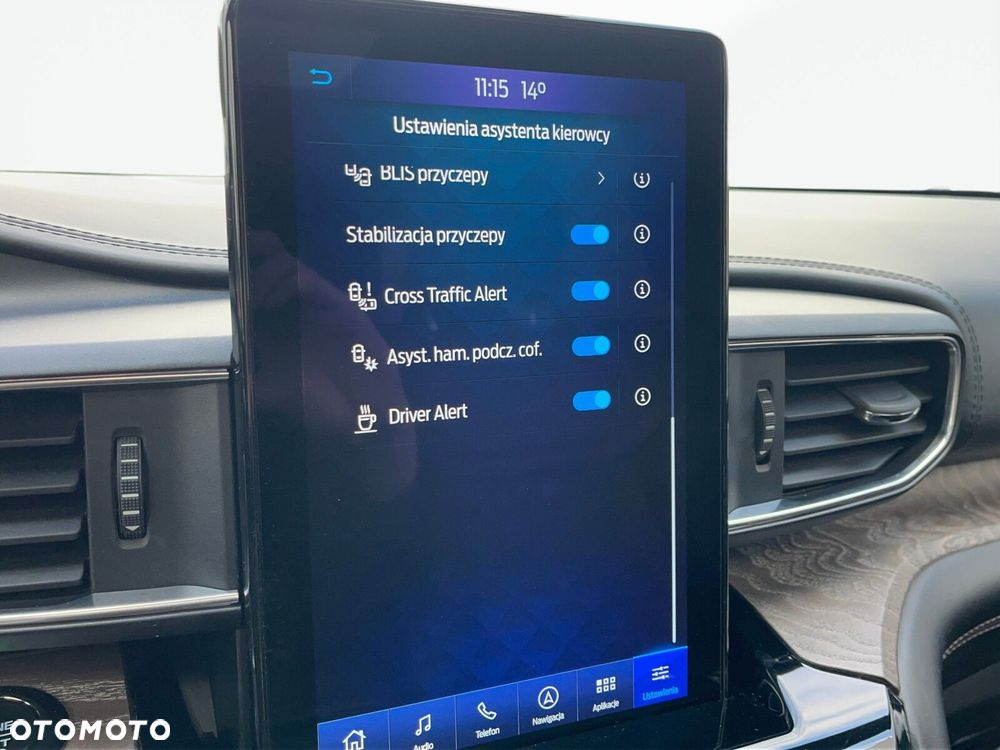 11:15 14º
Ustawienia asystenta kierowcy
BLIS przyczepy
Stabilizacja przyczepy
Cross Traffic Alert
Asyst. ham. podcz. cof.
Driver Alert
Audio
Telefon
Nawigacja
Aplikacje
Ustawienia
OTOMOTO